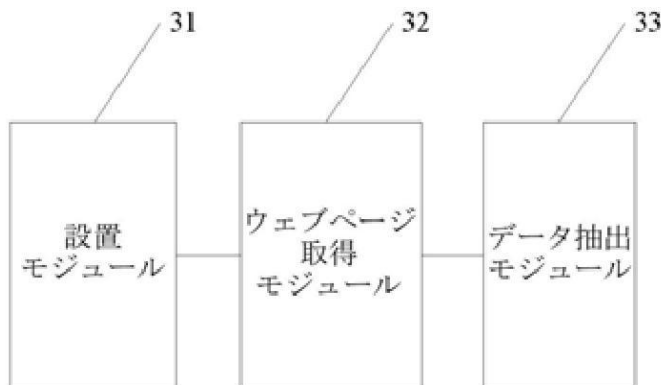 31
32
33
設置
モジュール
ウェブページ
取得
モジュール
データ抽出
モジュール